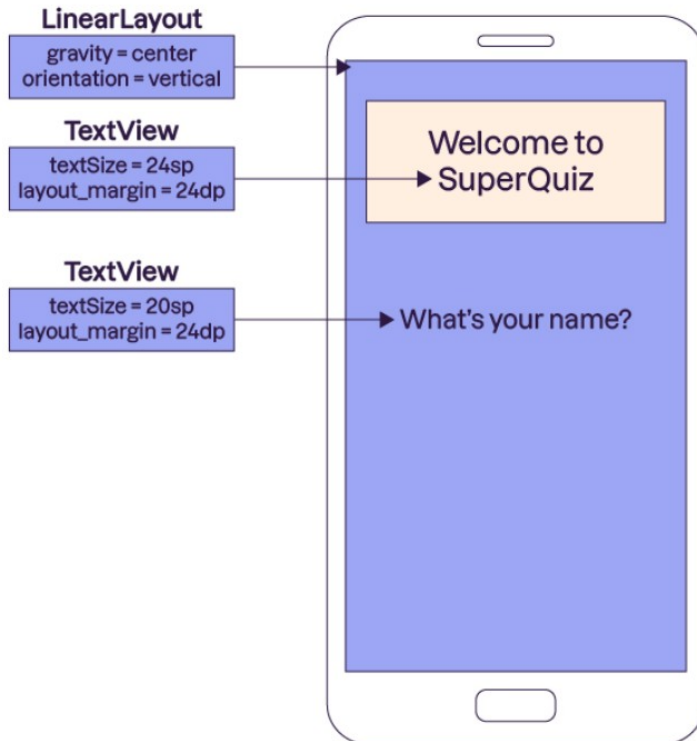 LinearLayout
gravity = center
orientation = vertical
TextView
textSize = 24sp
layout_margin = 24dp
Welcome to
SuperQuiz
TextView
textSize = 20sp
layout_margin = 24dp
What's your name?